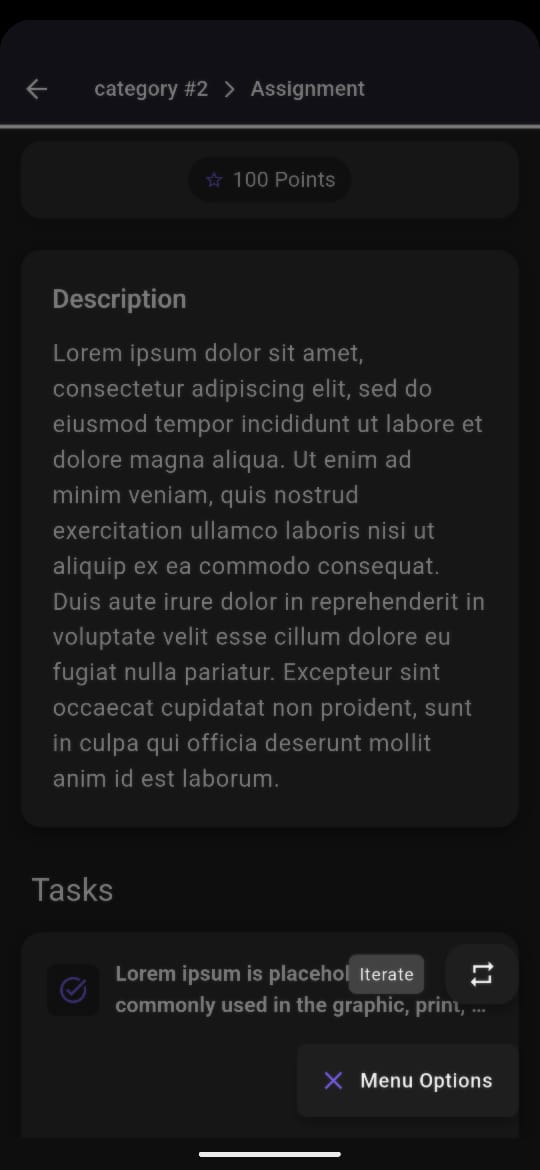 category #2 > Assignment
100 Points
Description
Lorem ipsum dolor sit amet,
consectetur adipiscing elit, sed do
eiusmod tempor incididunt ut labore et
dolore magna aliqua. Ut enim ad
minim veniam, quis nostrud
exercitation ullamco laboris nisi ut
aliquip ex ea commodo consequat.
Duis aute irure dolor in reprehenderit in
voluptate velit esse cillum dolore eu
fugiat nulla pariatur. Excepteur sint
occaecat cupidatat non proident, sunt
in culpa qui officia deserunt mollit
anim id est laborum.
Tasks
Lorem ipsum is placehol
Iterate
commonly used in the graphic, print, ...
Menu Options